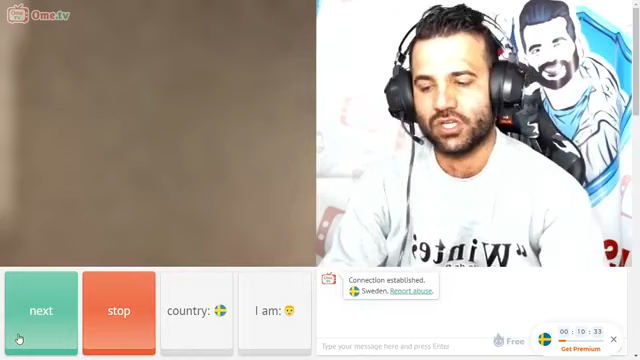 Ome.tv
"Winte
next
stop
country:
I am:
Connection established.
Sweden. Report abuse.
Type your message here and press Enter
Free
00 : 10 : 33
Get Premium